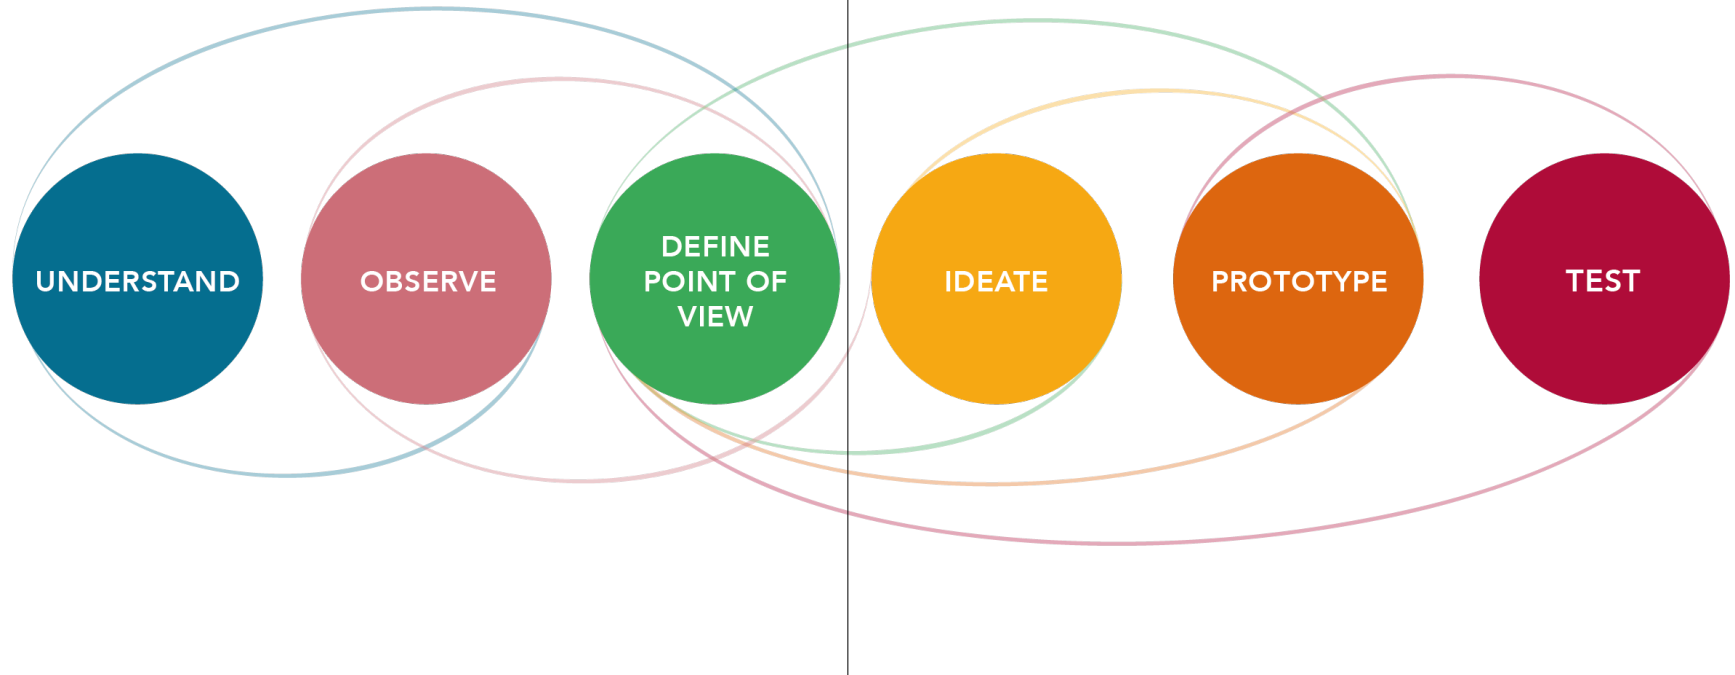 UNDERSTAND
OBSERVE
DEFINE
POINT OF
VIEW
IDEATE
PROTOTYPE
TEST